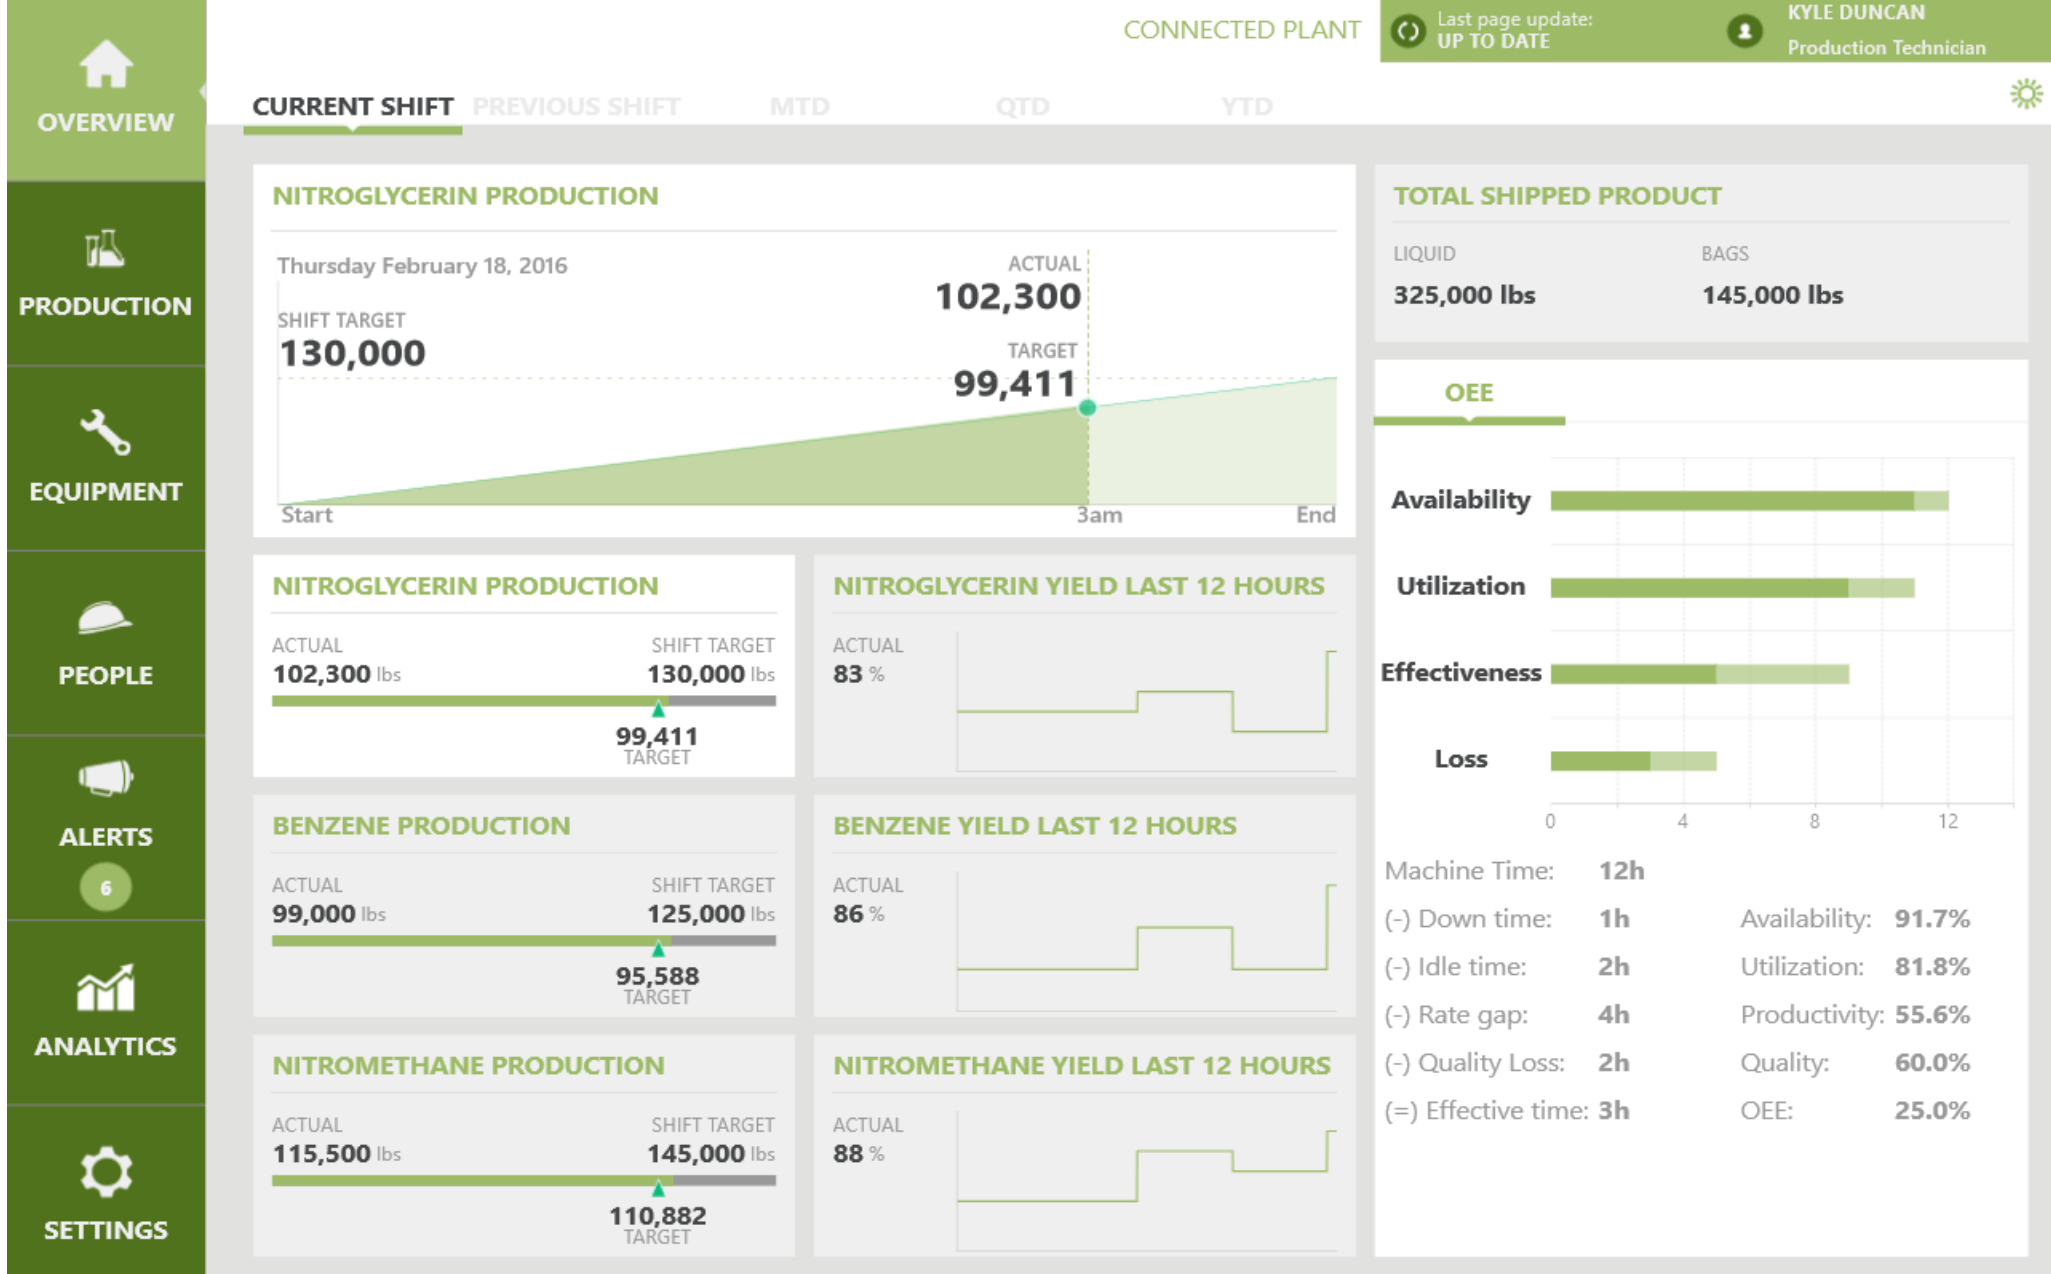 CONNECTED PLANT
Last page update:
UP TO DATE
KYLE DUNCAN
Production Technician
OVERVIEW
PRODUCTION
EQUIPMENT
PEOPLE
ALERTS
6
ANALYTICS
SETTINGS
CURRENT SHIFT PREVIOUS SHIFT MTD QTD YTD
NITROGLYCERIN PRODUCTION
Thursday February 18, 2016
SHIFT TARGET
130,000
ACTUAL
102,300
TARGET
99,411
Start 3am End
NITROGLYCERIN PRODUCTION
ACTUAL SHIFT TARGET
102,300 lbs 130,000 lbs
99,411
TARGET
NITROGLYCERIN YIELD LAST 12 HOURS
ACTUAL
83 %
BENZENE PRODUCTION
ACTUAL SHIFT TARGET
99,000 lbs 125,000 lbs
95,588
TARGET
BENZENE YIELD LAST 12 HOURS
ACTUAL
86 %
NITROMETHANE PRODUCTION
ACTUAL SHIFT TARGET
115,500 lbs 145,000 lbs
110,882
TARGET
NITROMETHANE YIELD LAST 12 HOURS
ACTUAL
88 %
TOTAL SHIPPED PRODUCT
LIQUID BAGS
325,000 lbs 145,000 lbs
OEE
Availability
Utilization
Effectiveness
Loss
0 4 8 12
Machine Time: 12h
(-) Down time: 1h Availability: 91.7%
(-) Idle time: 2h Utilization: 81.8%
(-) Rate gap: 4h Productivity: 55.6%
(-) Quality Loss: 2h Quality: 60.0%
(=) Effective time: 3h OEE: 25.0%